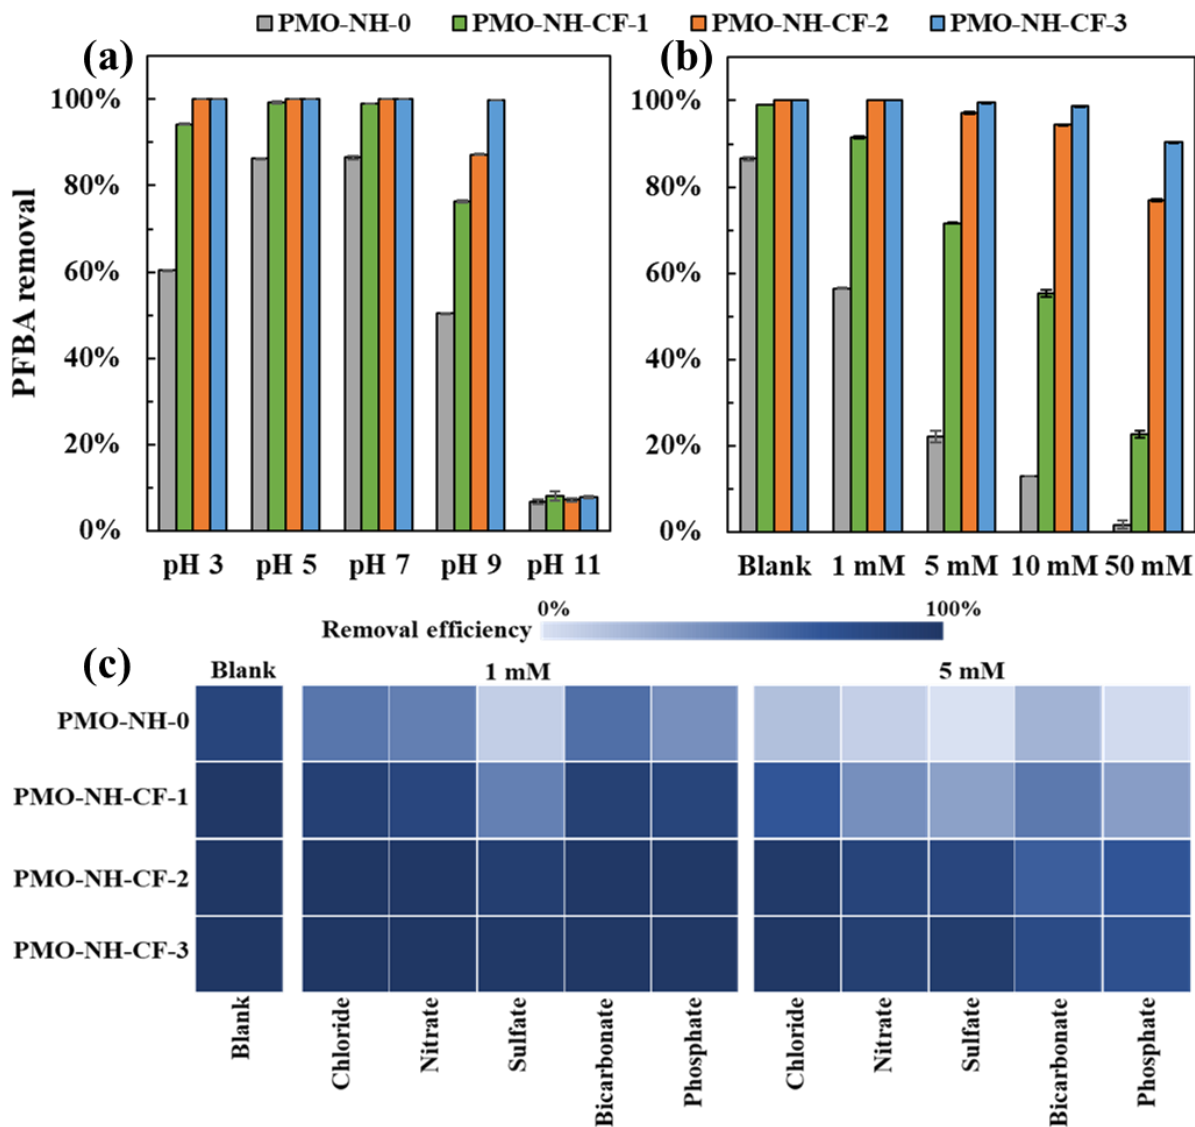 PMO-NH-0 PMO-NH-CF-1 PMO-NH-CF-2 PMO-NH-CF-3
(a)
PFBA removal
100%
80%
60%
40%
20%
0%
pH 3 pH 5 pH 7 pH 9 pH 11
(b)
100%
80%
60%
40%
20%
0%
Blank 1 mM 5 mM 10 mM 50 mM
0% 100%
Removal efficiency
(c)
Blank 1 mM 5 mM
PMO-NH-0
PMO-NH-CF-1
PMO-NH-CF-2
PMO-NH-CF-3
Blank Chloride Nitrate Sulfate Bicarbonate Phosphate Chloride Nitrate Sulfate Bicarbonate Phosphate